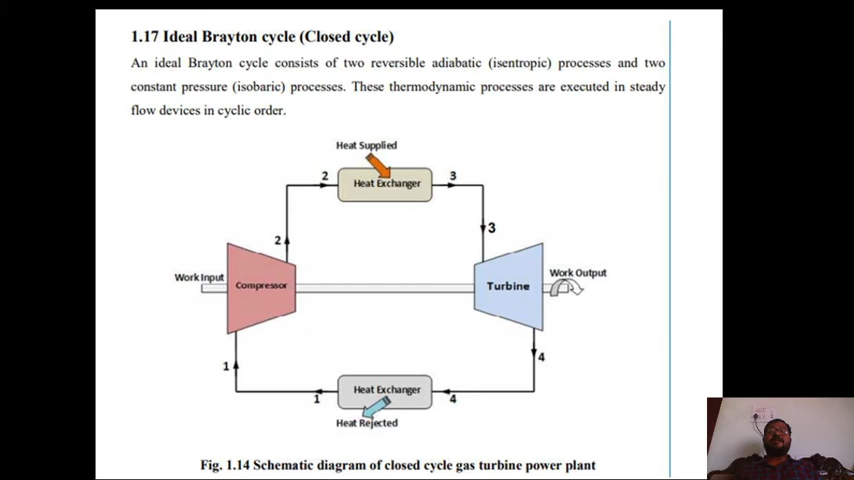 1.17 Ideal Brayton cycle (Closed cycle)
An ideal Brayton cycle consists of two reversible adiabatic (isentropic) processes and two
constant pressure (isobaric) processes. These thermodynamic processes are executed in steady
flow devices in cyclic order.
Heat Supplied
2
Heat Exchanger
3
2
3
Work Input
Compressor
Turbine
Work Output
1
4
1
Heat Exchanger
4
Heat Rejected
Fig. 1.14 Schematic diagram of closed cycle gas turbine power plant